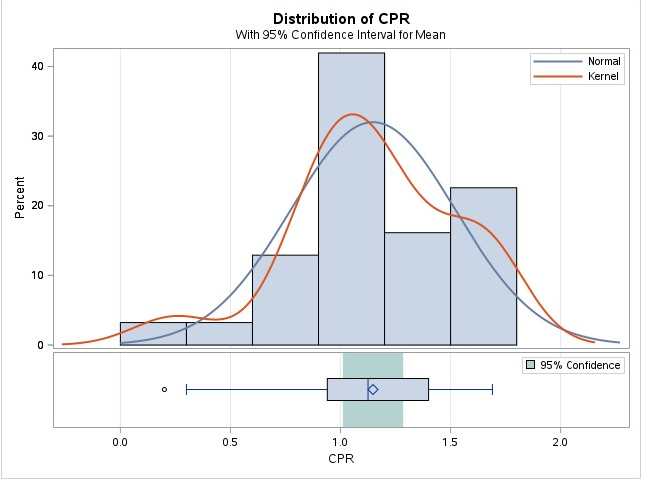 Distribution of CPR
With 95% Confidence Interval for Mean
Normal
Kernel
40
30
20
10
0
Percent
95% Confidence
0.0 0.5 1.0 1.5 2.0
CPR